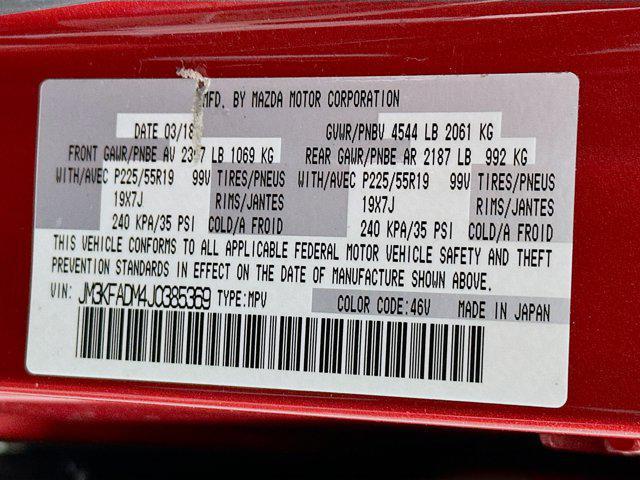 MFD. BY MAZDA MOTOR CORPORATION
DATE 03/18 GVWR/PNBV 4544 LB 2061 KG
FRONT GAWR/PNBE AV LB 1069 KG REAR GAWR/PNBE AR 2187 LB 992 KG
WITH/AVEC P225/55R19 99V TIRES/PNEUS WITH/AVEC P225/55R19 99V TIRES/PNEUS
19X7J RIMS/JANTES 19X7J RIMS/JANTES
240 KPA/35 PSI COLD/A FROID 240 KPA/35 PSI COLD/A FROID
THIS VEHICLE CONFORMS TO ALL APPLICABLE FEDERAL MOTOR VEHICLE SAFETY AND THEFT
PREVENTION STANDARDS IN EFFECT ON THE DATE OF MANUFACTURE SHOWN ABOVE.
VIN: JM3KFADM4J0385369 TYPE:MPV COLOR CODE:46V MADE IN JAPAN